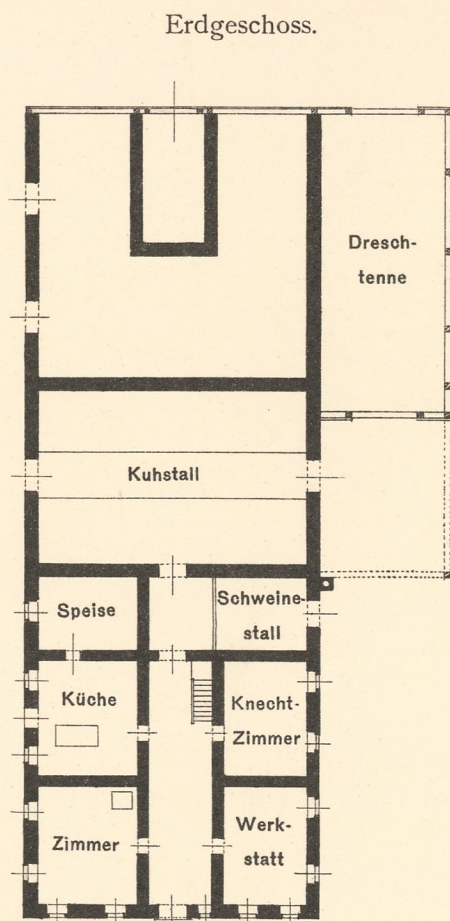 Erdgeschoss.
Dresch-
tenne
Kuhstall
Speise
Schweine-
stall
Küche
Knecht-
Zimmer
Zimmer
Werk-
statt